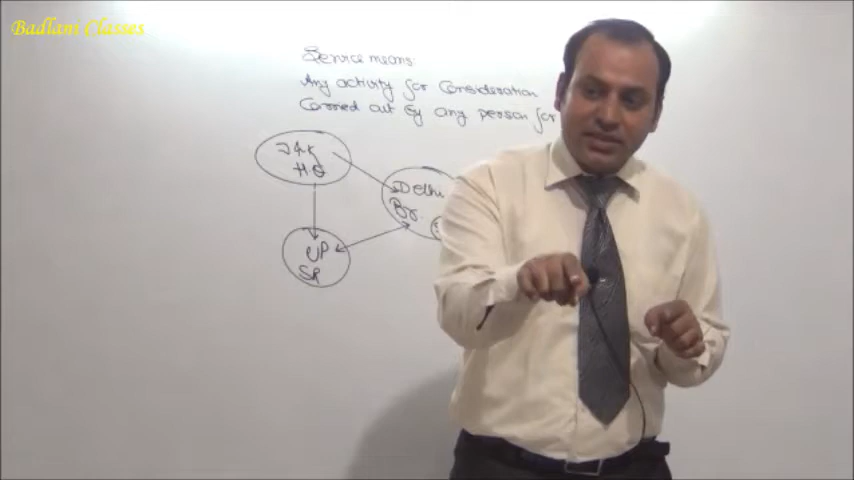 Badlani Classes
Service means
Any activity for Consideration
Carried out by any person for
J&K
HO
Delhi
Br.
UP
SR